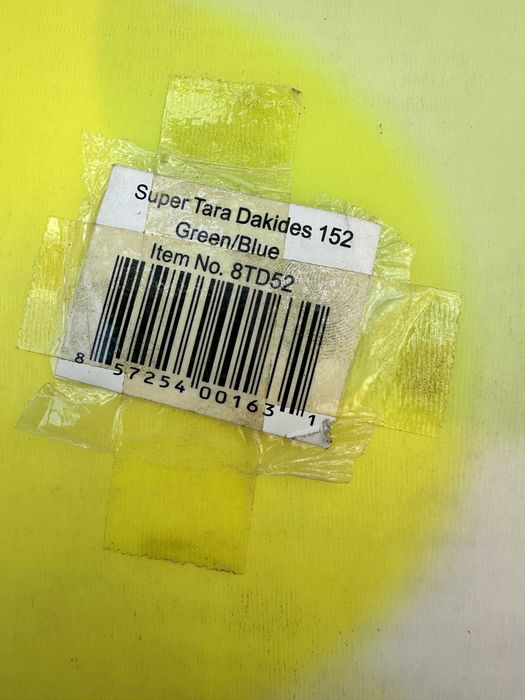 Super Tara Dakides 152
Green/Blue
Item No. 8TD52
8 57254 00163 1